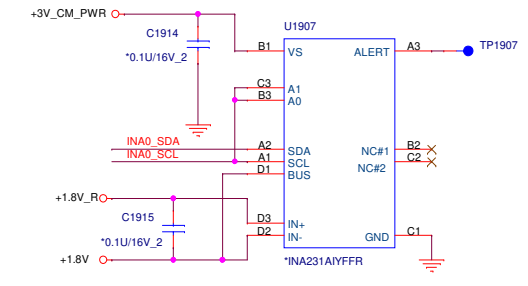 +3V_CM_PWR
U1907
C1914
*0.1U/16V_2
B1
VS
ALERT
A3
TP1907
C3
A1
B3
A0
INA0_SDA
A2
SDA
NC#1
B2
INA0_SCL
A1
SCL
NC#2
C2
D1
BUS
+1.8V_R
C1915
*0.1U/16V_2
D3
IN+
D2
IN-
GND
C1
+1.8V
*INA231AIYFFR